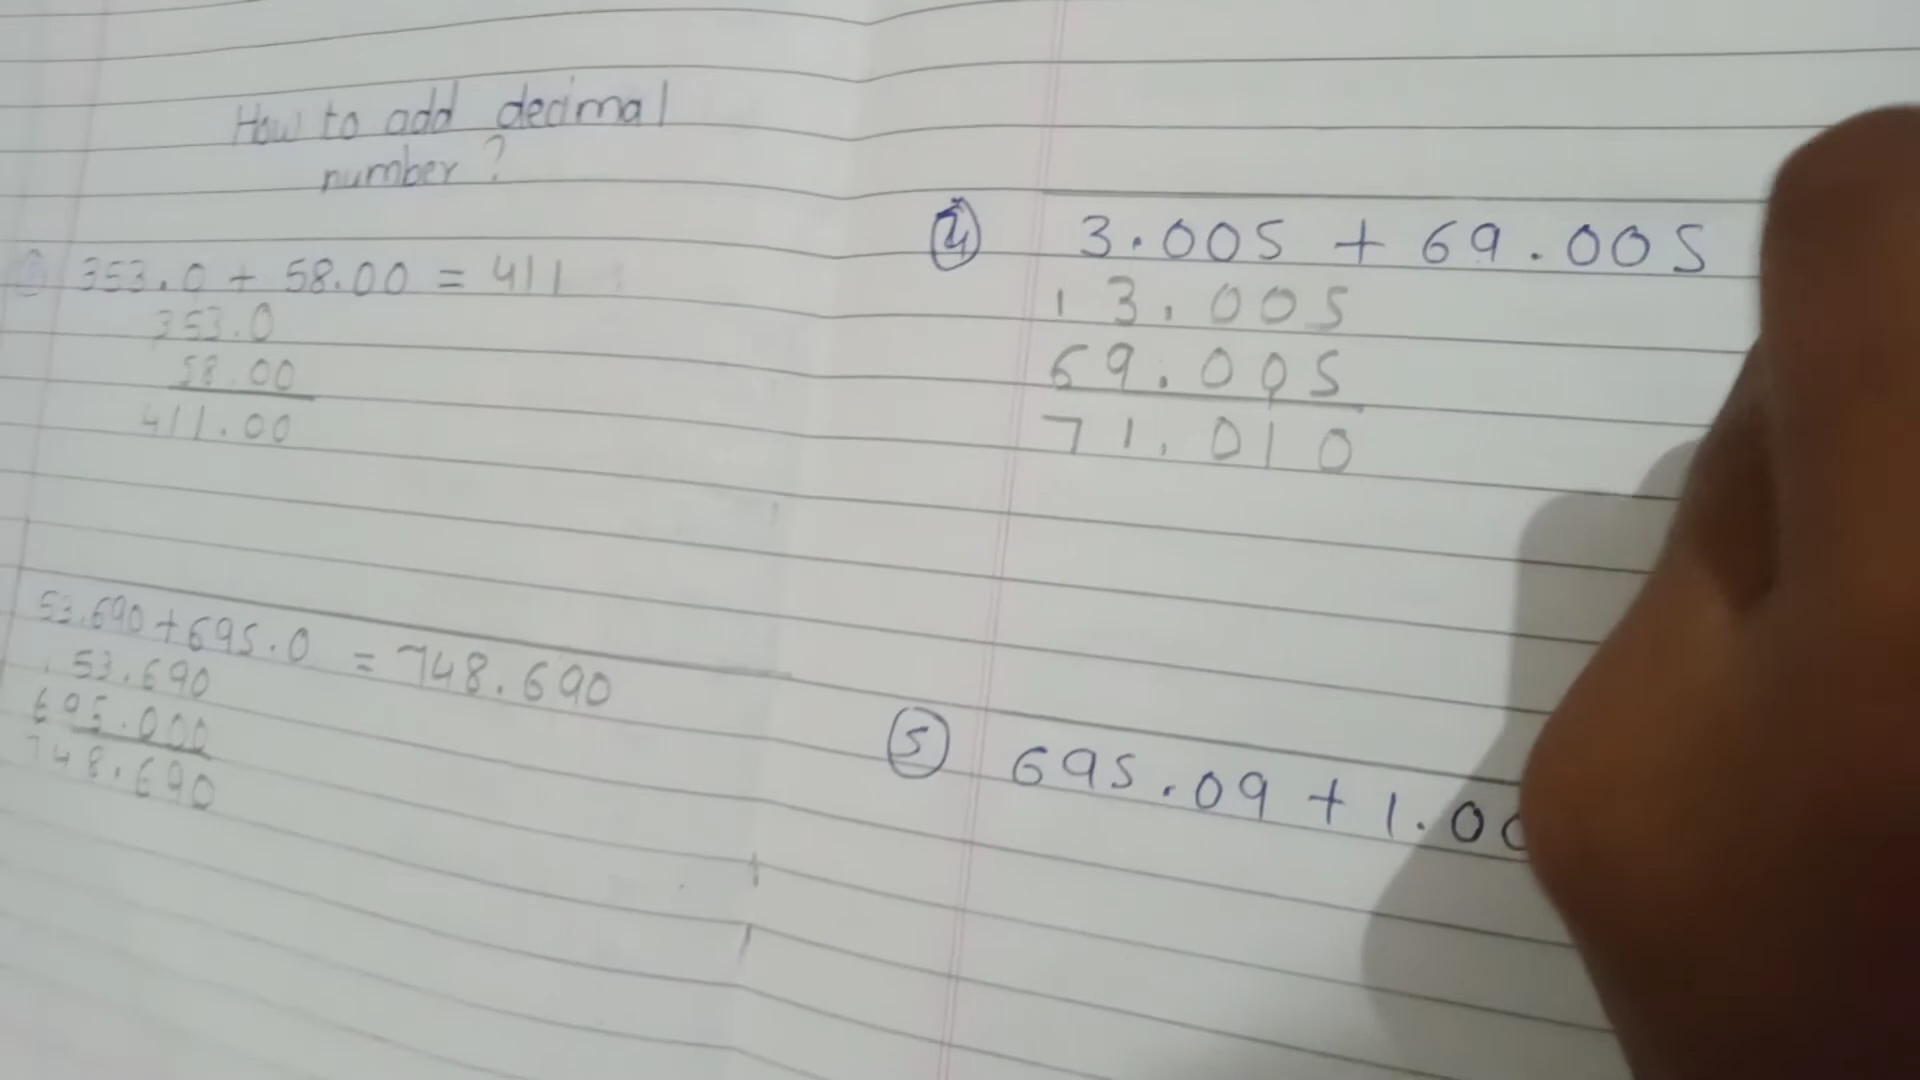 How to add decimal
number?
353.0 + 58.00 = 411
353.0
58.00
411.00
53.690 + 695.0 = 748.690
53.690
695.000
748.690
④ 3.005 + 69.005
1 3.005
69.005
71.010
⑤ 695.09 + 1.00